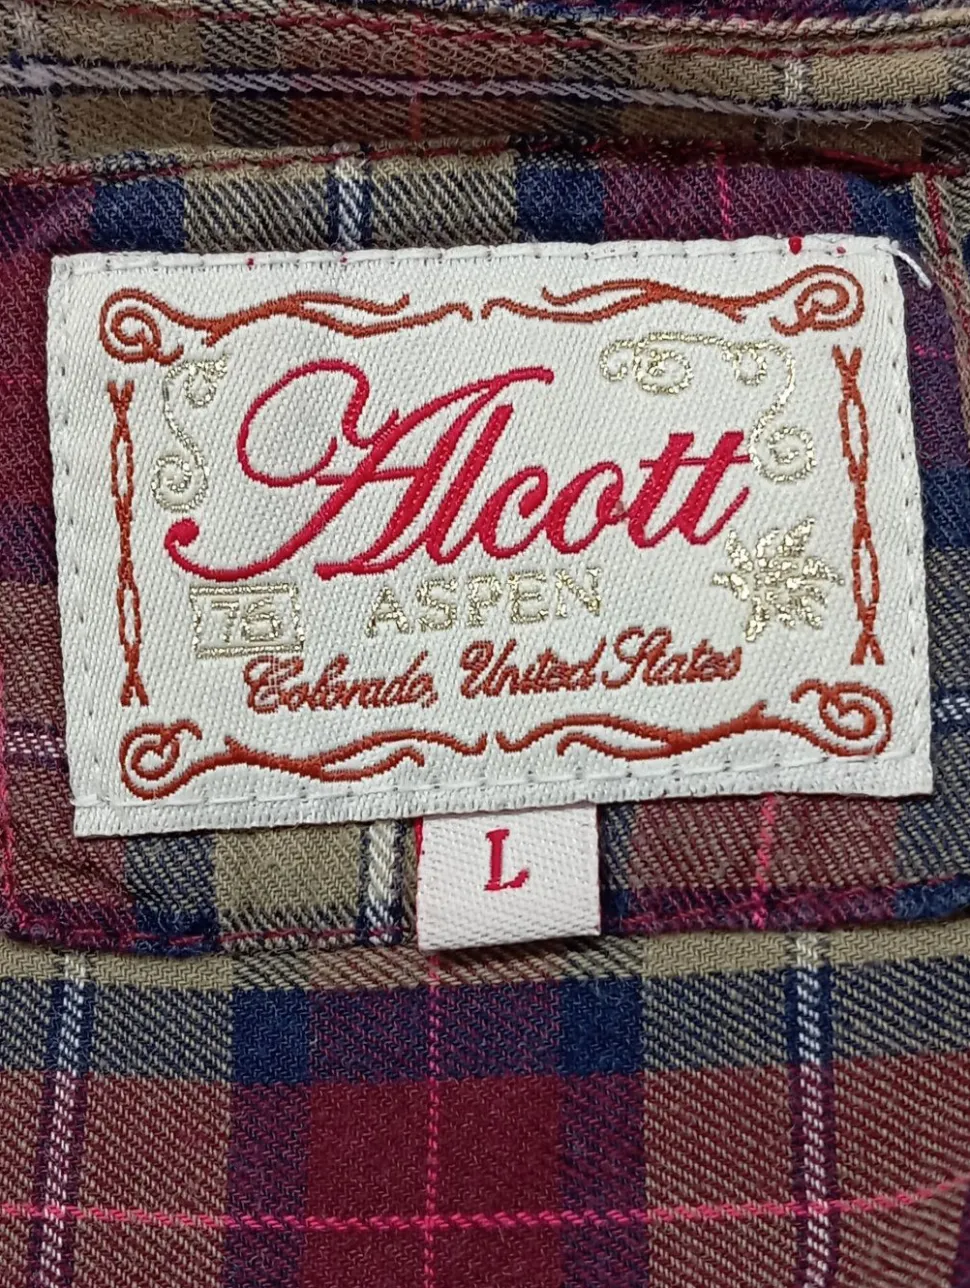 Alcott
76 ASPEN
Colorado, United States
L